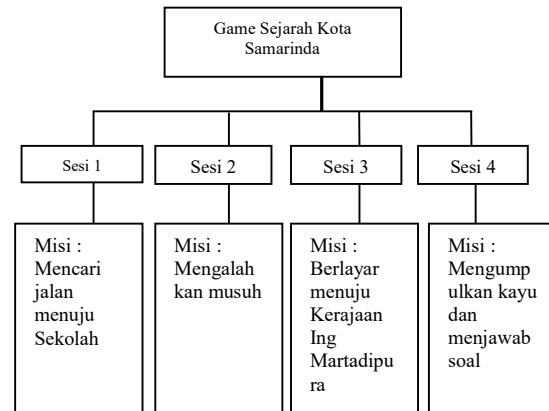 Game Sejarah Kota
Samarinda
Sesi 1
Sesi 2
Sesi 3
Sesi 4
Misi :
Mencari
jalan
menuju
Sekolah
Misi :
Mengalah
kan musuh
Misi :
Berlayar
menuju
Kerajaan
Ing
Martadipu
ra
Misi :
Mengump
ulkan kayu
dan
menjawab
soal